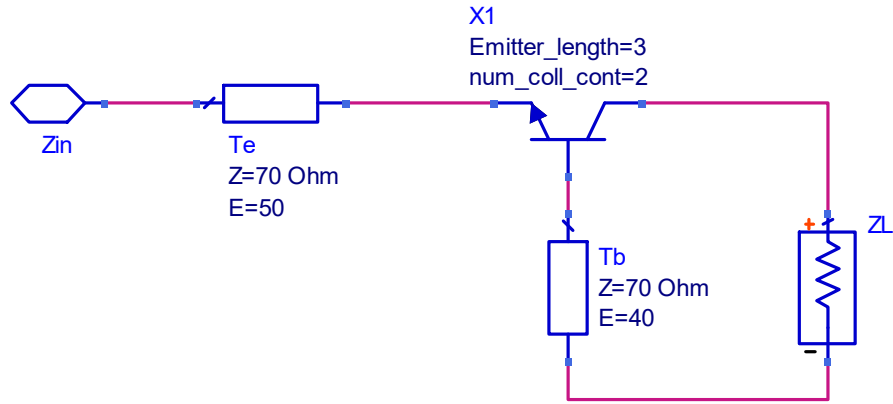 X1
Emitter_length=3
num_coll_cont=2
Zin
Te
Z=70 Ohm
E=50
+
ZL
Tb
Z=70 Ohm
E=40
-